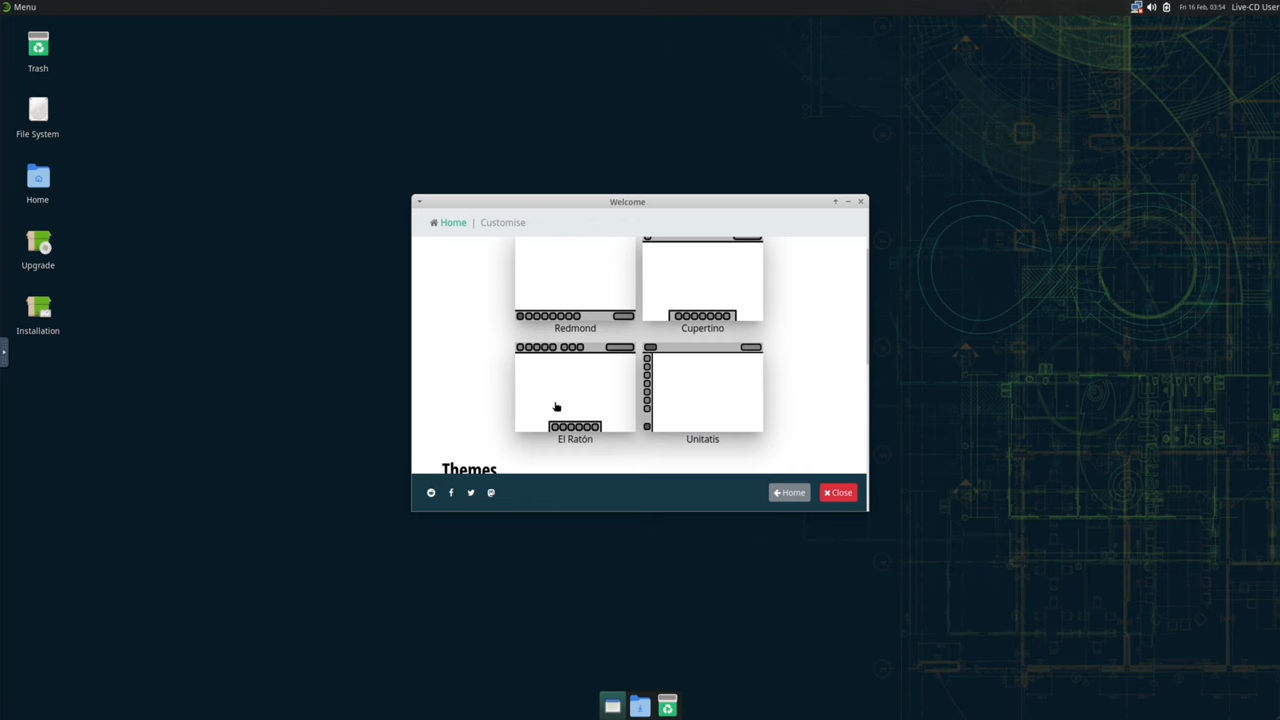 Menu
Fri 16 Feb, 03:54 Live-CD User
Trash
File System
Home
Upgrade
Installation
Welcome
Home | Customise
Redmond
Cupertino
El Ratón
Unitatis
Themes
Home
Close